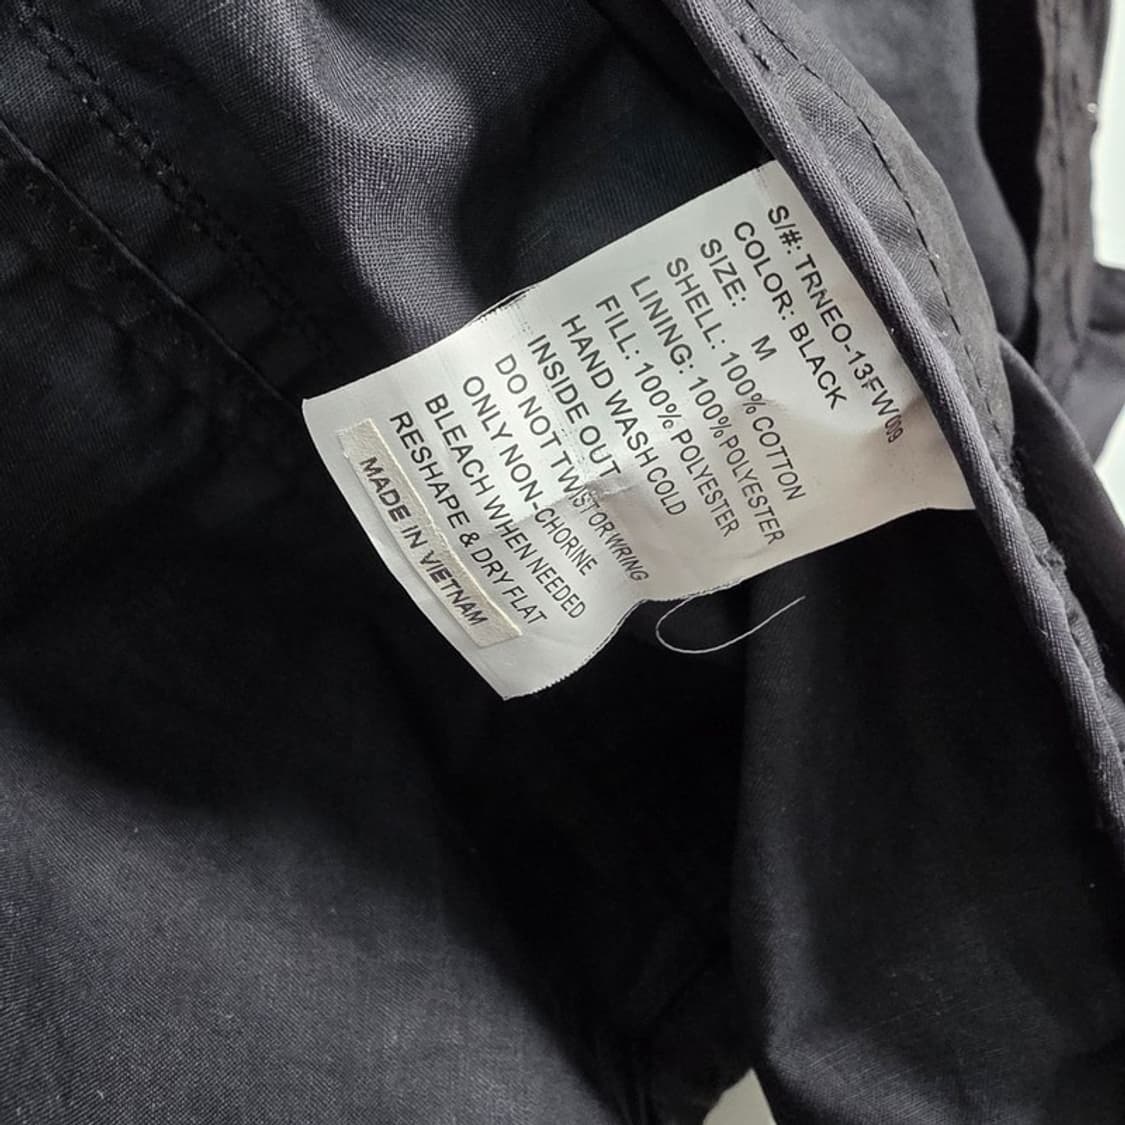 S/#: TRNEO-13FW009
COLOR: BLACK
SIZE: M
SHELL: 100% COTTON
LINING: 100% POLYESTER
FILL: 100% POLYESTER
HAND WASH COLD
INSIDE OUT
DO NOT TWIST OR WRING
ONLY NON-CHORINE
BLEACH WHEN NEEDED
RESHAPE & DRY FLAT
MADE IN VIETNAM